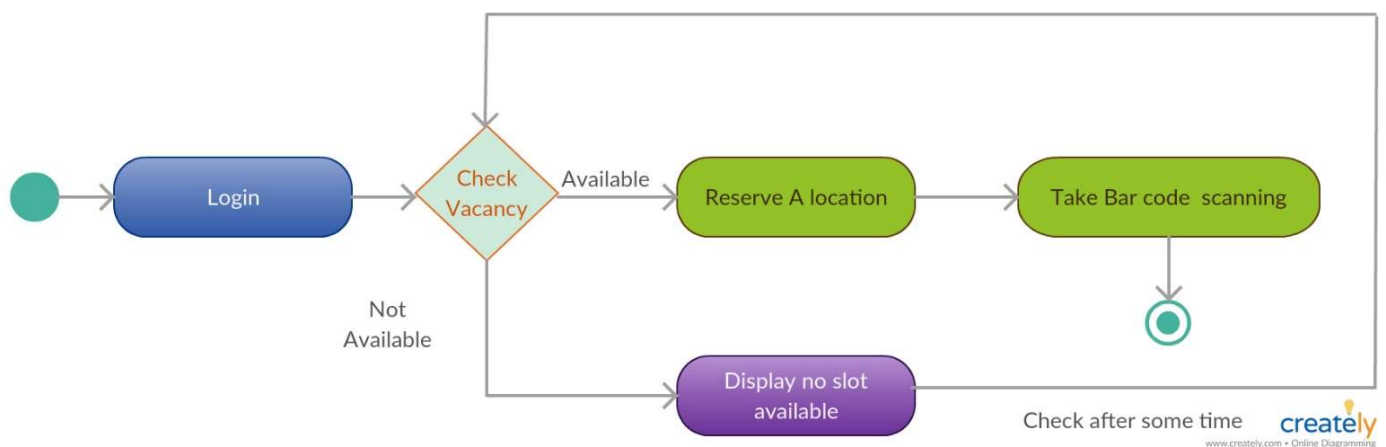 Login
Check
Vacancy
Available
Reserve A location
Take Bar code scanning
Not
Available
Display no slot
available
Check after some time
creately
www.creately.com • Online Diagramming